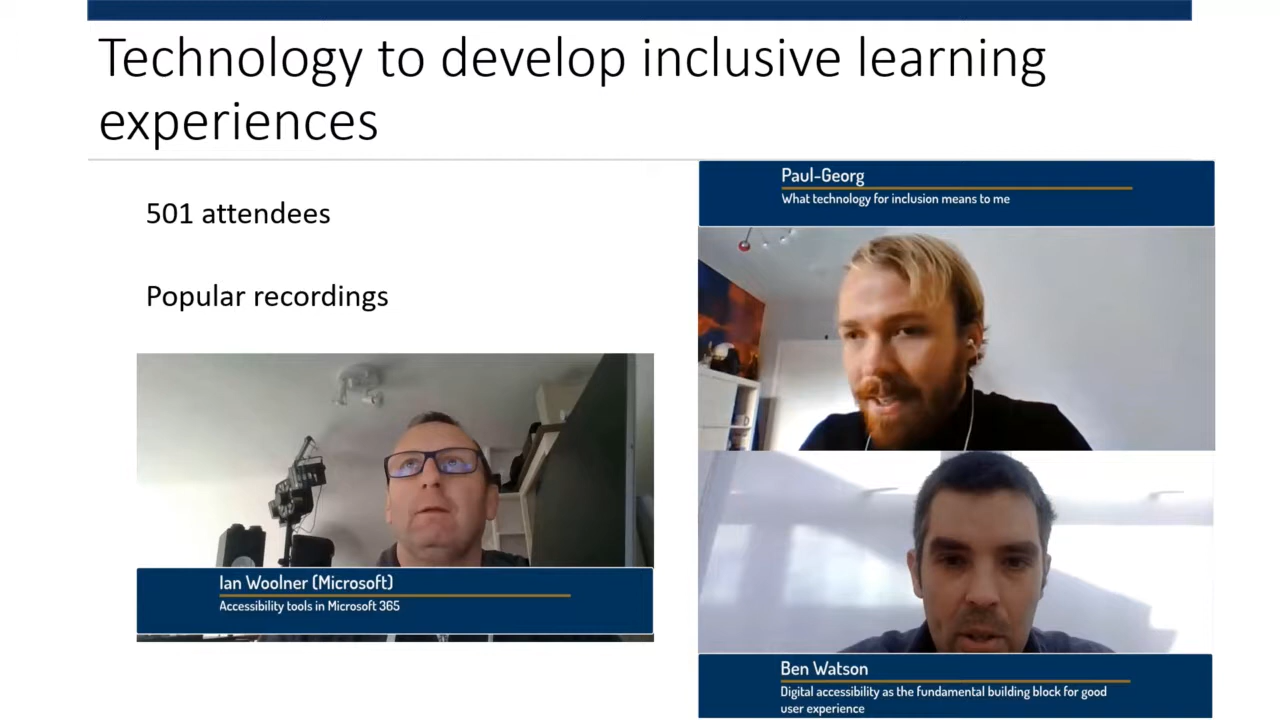 Technology to develop inclusive learning
experiences
501 attendees
Popular recordings
Ian Woolner (Microsoft)
Accessibility tools in Microsoft 365
Paul-Georg
What technology for inclusion means to me
Ben Watson
Digital accessibility as the fundamental building block for good
user experience